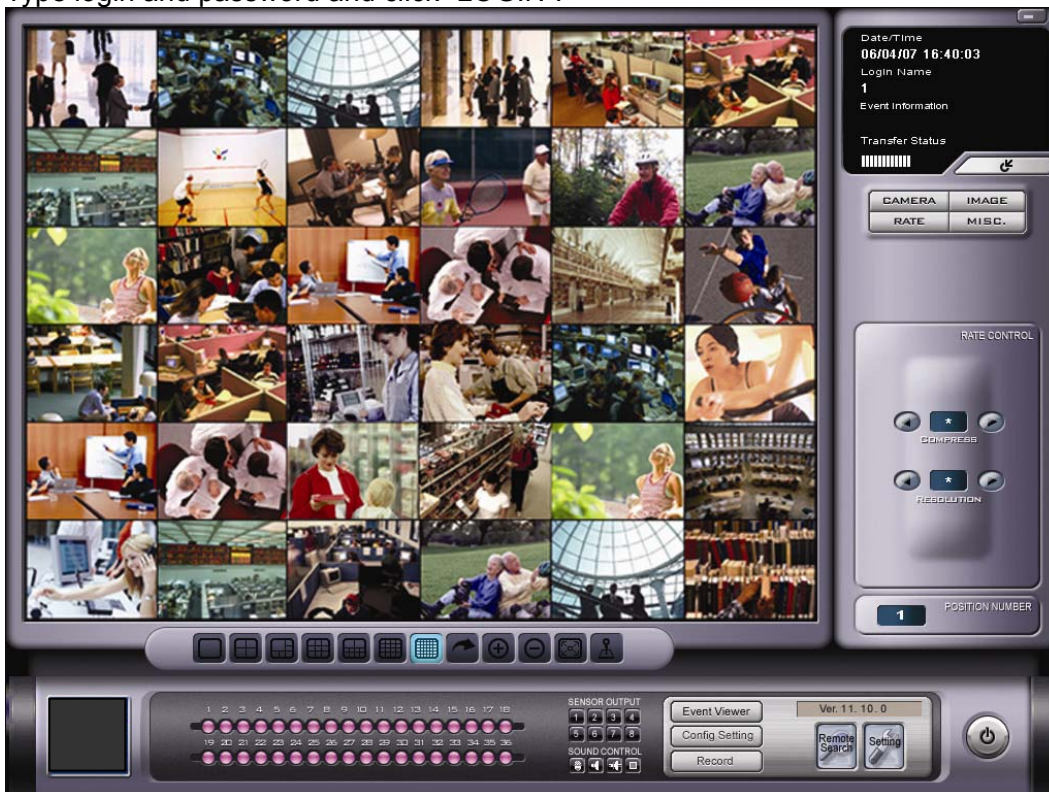 Type login and password and click "LOGIN".
Date/Time
06/04/07 16:40:03
Login Name
1
Event Information
Transfer Status
CAMERA IMAGE
RATE MISC.
RATE CONTROL
*
COMPRESS
*
RESOLUTION
1 POSITION NUMBER
1 2 3 4 5 6 7 8 9 10 11 12 13 14 15 16 17 18
19 20 21 22 23 24 25 26 27 28 29 30 31 32 33 34 35 36
SENSOR OUTPUT
1 2 3 4
5 6 7 8
SOUND CONTROL
Event Viewer
Config Setting
Record
Ver. 11. 10. 0
Remote Search
Setting